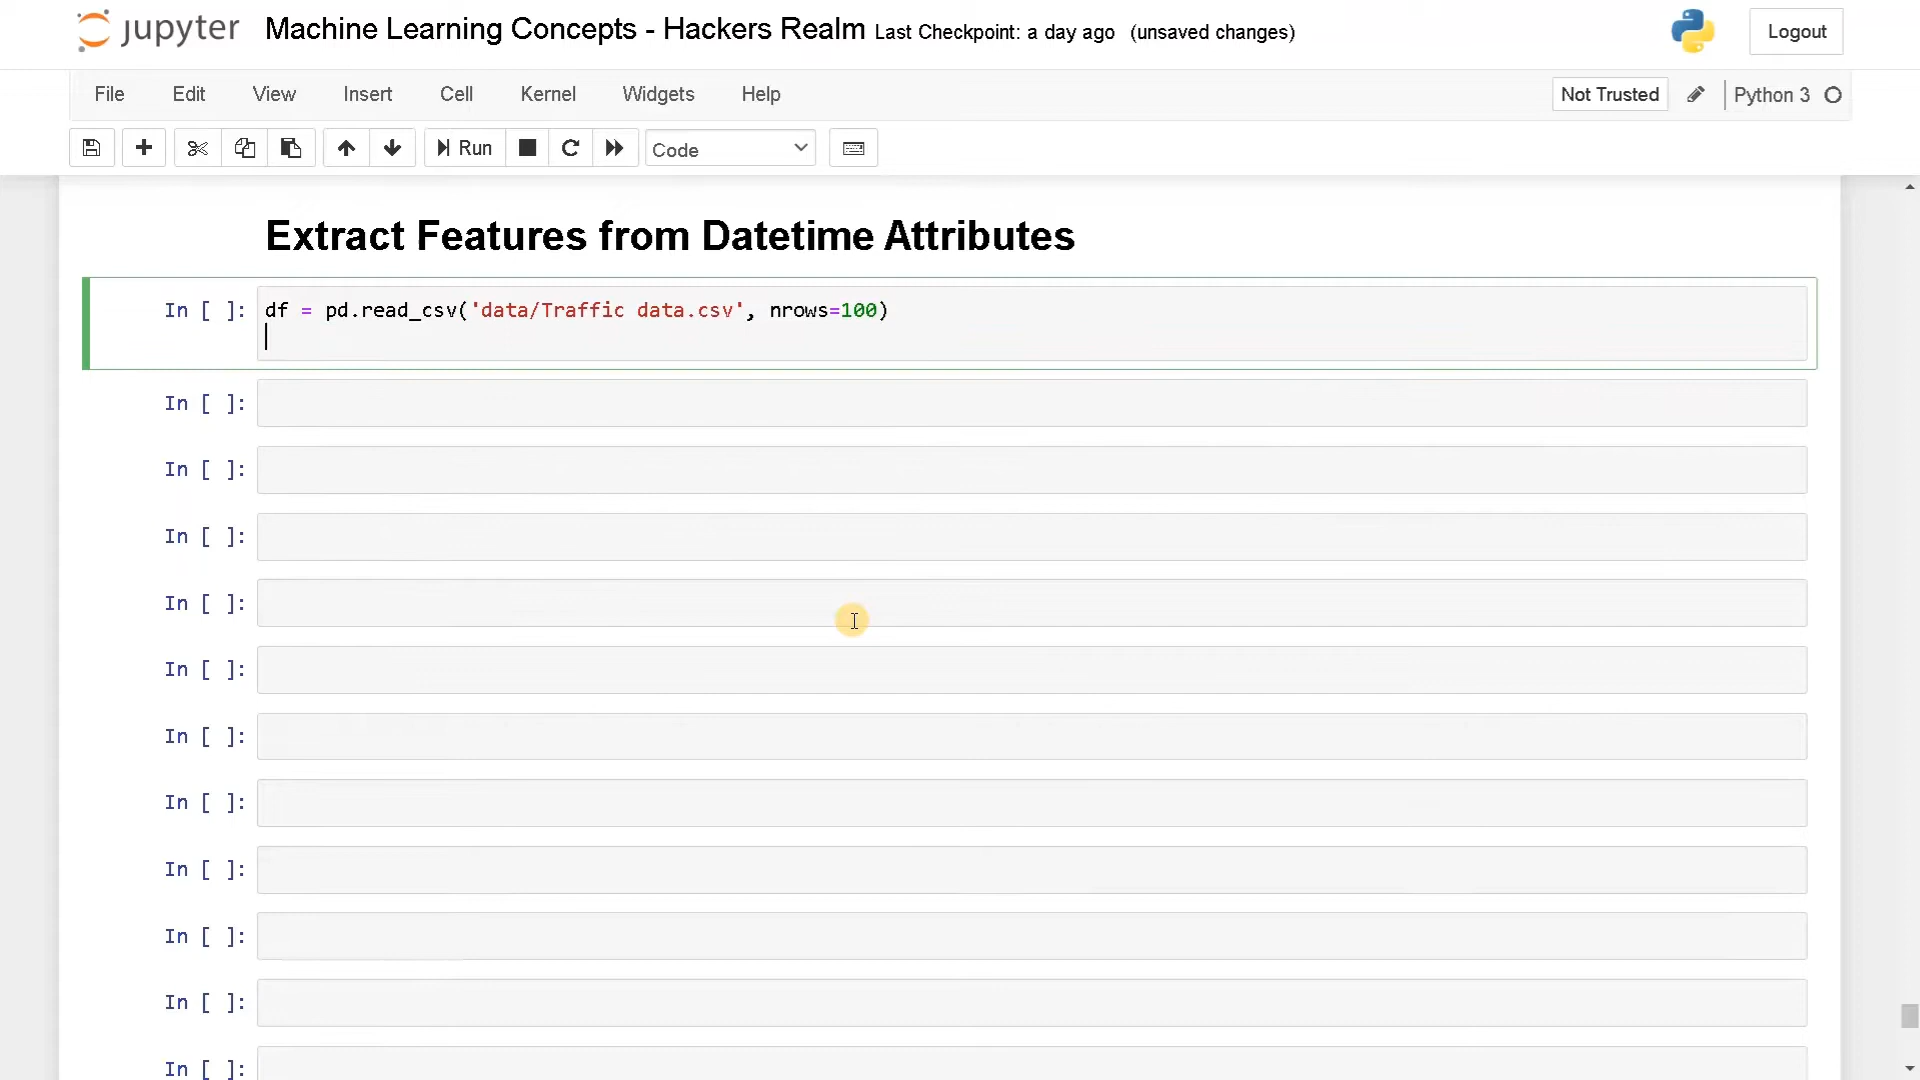 jupyter Machine Learning Concepts - Hackers Realm Last Checkpoint: a day ago (unsaved changes) Logout
File Edit View Insert Cell Kernel Widgets Help Not Trusted Python 3
Run Code
Extract Features from Datetime Attributes
In [ ]: df = pd.read_csv('data/Traffic data.csv', nrows=100)
In [ ]:
In [ ]:
In [ ]:
In [ ]:
In [ ]:
In [ ]:
In [ ]:
In [ ]:
In [ ]:
In [ ]:
In [ ]: